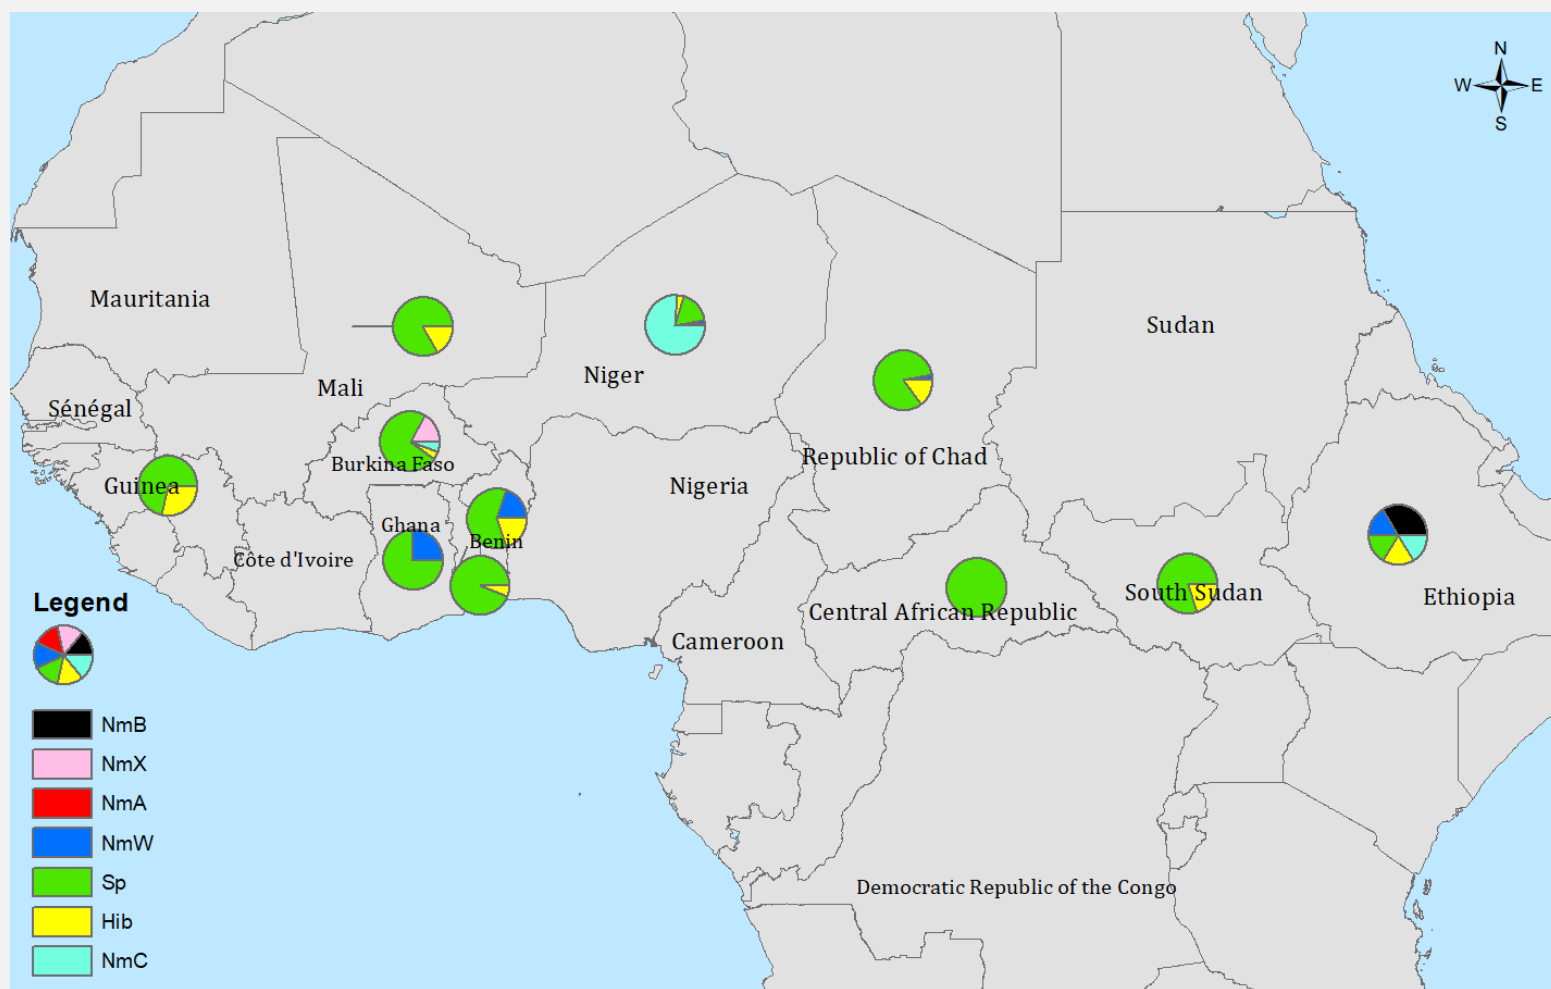 N
W E
S
Mauritania
Sudan
Niger
Mali
Sénégal
Burkina Faso
Republic of Chad
Guinea
Nigeria
Ghana
Benin
Côte d'Ivoire
South Sudan
Ethiopia
Central African Republic
Cameroon
Democratic Republic of the Congo
Legend
NmB
NmX
NmA
NmW
Sp
Hib
NmC